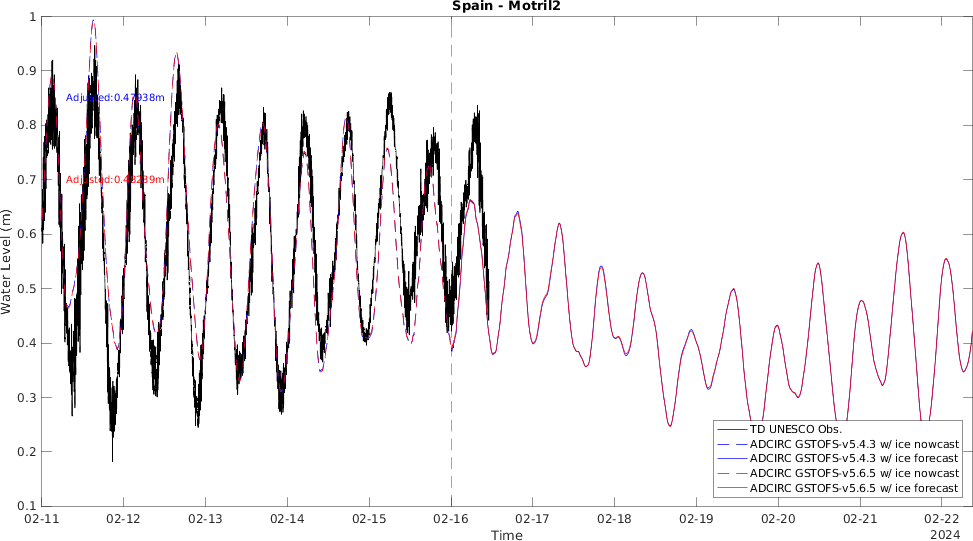 Spain - Motril2
1
0.9
0.8
0.7
0.6
0.5
0.4
0.3
0.2
0.1
Water Level (m)
Adjusted:0.47938m
Adjusted:0.48239m
02-11
02-12
02-13
02-14
02-15
02-16
02-17
02-18
02-19
02-20
02-21
02-22
2024
Time
TD UNESCO Obs.
ADCIRC GSTOFS-v5.4.3 w/ ice nowcast
ADCIRC GSTOFS-v5.4.3 w/ ice forecast
ADCIRC GSTOFS-v5.6.5 w/ ice nowcast
ADCIRC GSTOFS-v5.6.5 w/ ice forecast